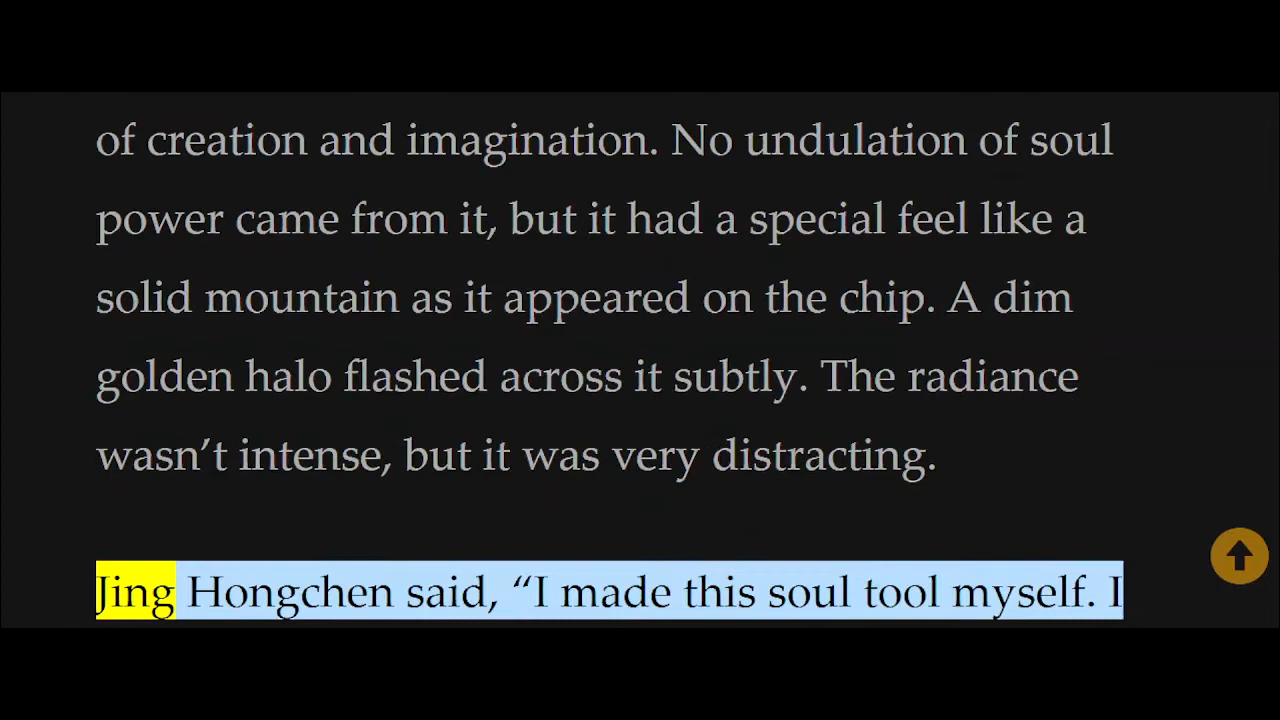 of creation and imagination. No undulation of soul
power came from it, but it had a special feel like a
solid mountain as it appeared on the chip. A dim
golden halo flashed across it subtly. The radiance
wasn’t intense, but it was very distracting.
Jing Hongchen said, “I made this soul tool myself. I